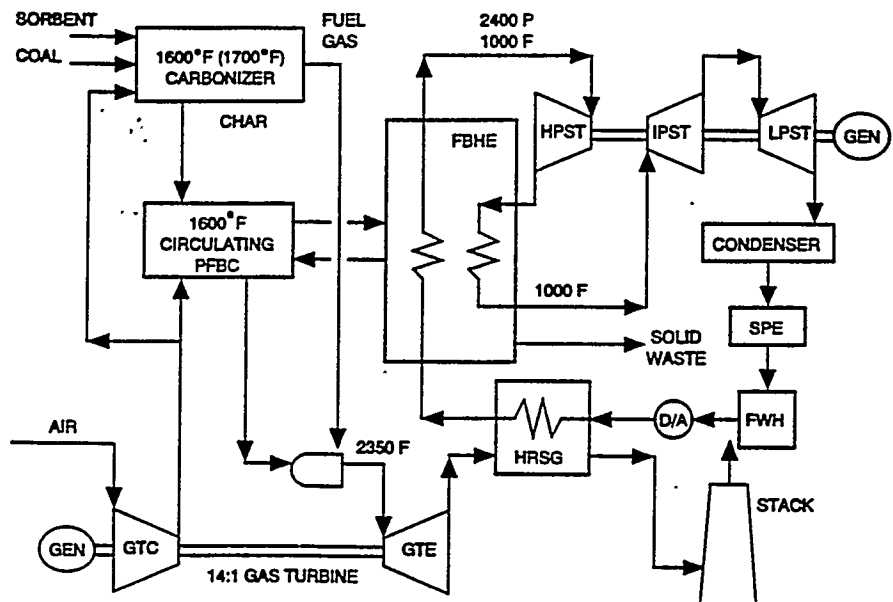 SORBENT
COAL
1600°F (1700°F)
CARBONIZER
FUEL
GAS
2400 P
1000 F
CHAR
FBHE
HPST
IPST
LPST
GEN
1600°F
CIRCULATING
PFBC
CONDENSER
1000 F
SPE
SOLID
WASTE
AIR
2350 F
D/A
FWH
HRSG
STACK
GEN
GTC
GTE
14:1 GAS TURBINE